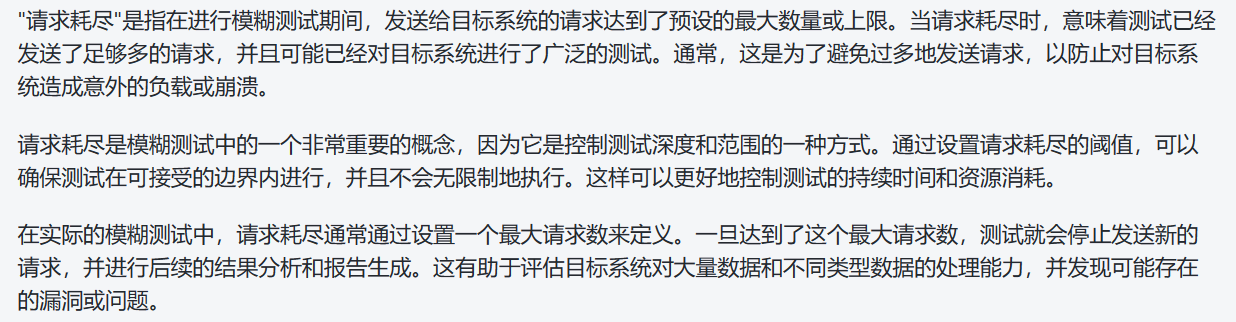 "请求耗尽"是指在进行模糊测试期间，发送给目标系统的请求达到了预设的最大数量或上限。当请求耗尽时，意味着测试已经
发送了足够多的请求，并且可能已经对目标系统进行了广泛的测试。通常，这是为了避免过多地发送请求，以防止对目标系
统造成意外的负载或崩溃。
请求耗尽是模糊测试中的一个非常重要的概念，因为它是控制测试深度和范围的一种方式。通过设置请求耗尽的阈值，可以
确保测试在可接受的边界内进行，并且不会无限制地执行。这样可以更好地控制测试的持续时间和资源消耗。
在实际的模糊测试中，请求耗尽通常通过设置一个最大请求数来定义。一旦达到了这个最大请求数，测试就会停止发送新的
请求，并进行后续的结果分析和报告生成。这有助于评估目标系统对大量数据和不同类型数据的处理能力，并发现可能存在
的漏洞或问题。